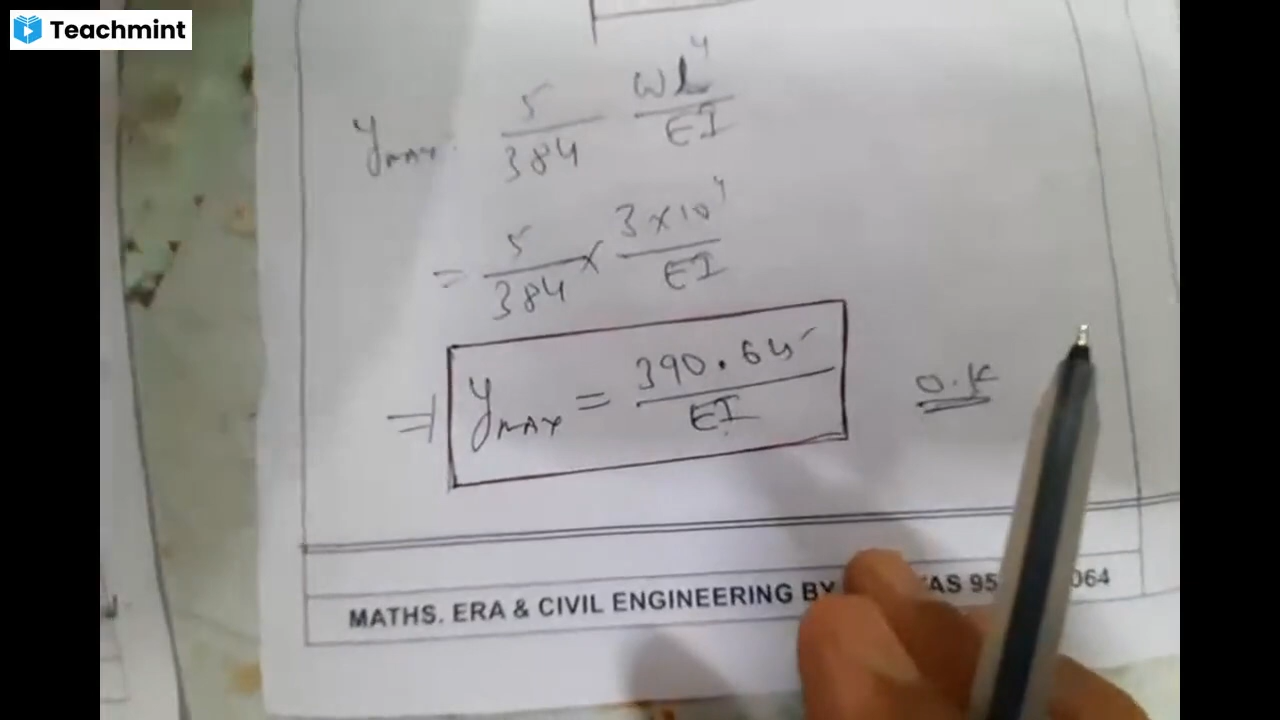 Teachmint
yMAX. 5/384 Wl⁴/EI
= 5/384 × 3×10⁴/EI
⇒ yMAX = 390.645/EI
O.K
MATHS. ERA & CIVIL ENGINEERING BY AS 95 064